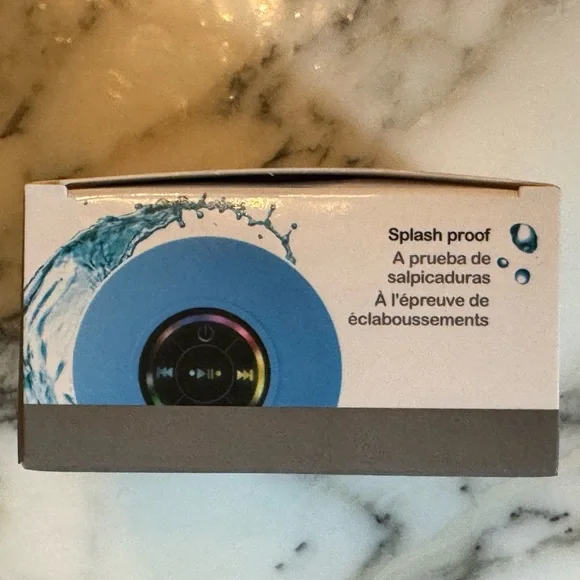 Splash proof
A prueba de
salpicaduras
À l'épreuve de
éclaboussements